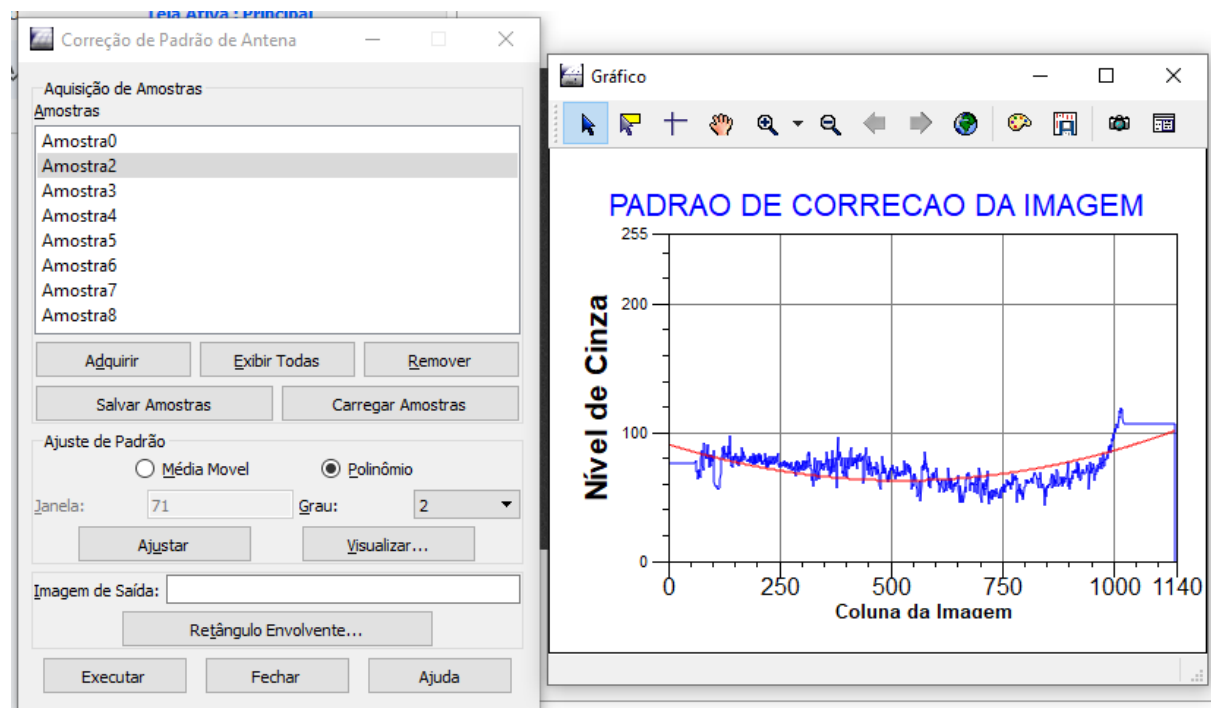 Tela Ativa : Principal
Correção de Padrão de Antena
Aquisição de Amostras
Amostras
Amostra0
Amostra2
Amostra3
Amostra4
Amostra5
Amostra6
Amostra7
Amostra8
Adquirir Exibir Todas Remover
Salvar Amostras Carregar Amostras
Ajuste de Padrão
Média Movel Polinômio
Janela: 71 Grau: 2
Ajustar Visualizar...
Imagem de Saída:
Retângulo Envolvente...
Executar Fechar Ajuda
Gráfico
PADRAO DE CORRECAO DA IMAGEM
255
200
100
0
Nível de Cinza
0 250 500 750 1000 1140
Coluna da Imagem